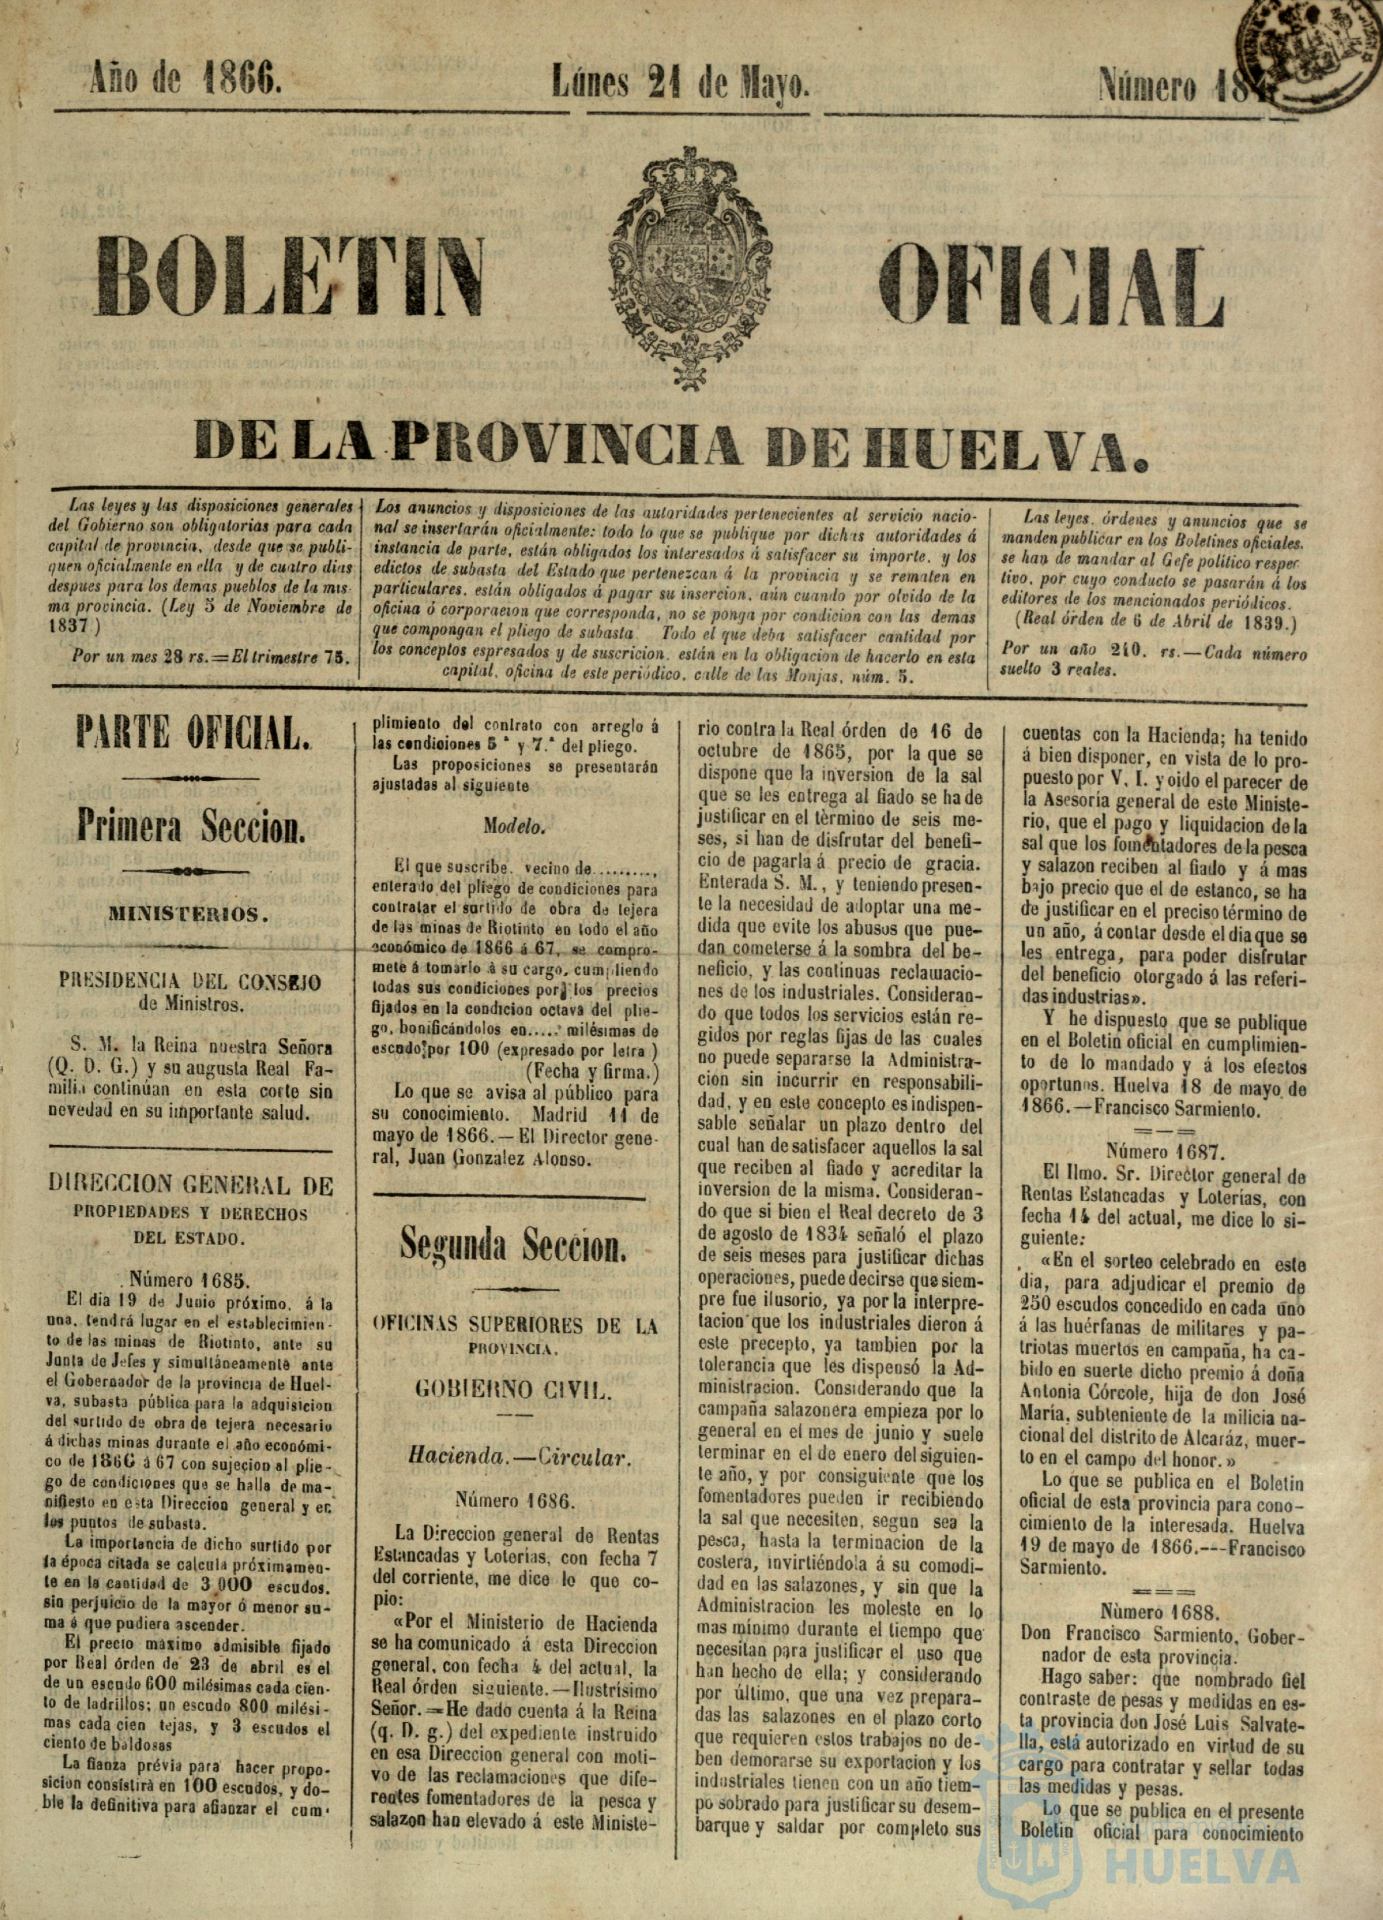 Año de 1866.
Lúnes 21 de Mayo.
Número
BOLETIN
OFICIAL
DE LA PROVINCIA DE HUELVA.
Las leyes y las disposiciones generales
del Gobierno son obligatorias para cada
capital de provincia, desde que se publi-
quen oficialmente en ella y de cuatro dias
despues para los demas pueblos de la mis
ma provincia. (Ley 3 de Noviembre de
1837)
Por un mes 28 rs.=El trimestre 75.
Los anuncios y disposiciones de las autoridades pertenecientes al servicio nacio-
nal se insertarán oficialmente: todo lo que se publique por dichas autoridades á
instancia de parte, están obligados los interesados á satisfacer su importe, y los
edictos de subasta del Estado que pertenezcan á la provincia y se rematen en
particulares, están obligados á pagar su insercion, aún cuando por olvido de la
oficina ó corporacion que corresponda, no se ponga por condicion con las demas
que compongan el pliego de subasta. Todo el que deba satisfacer cantidad por
los conceptos espresados y de suscricion, están en la obligacion de hacerlo en esta
capital, oficina de este periódico, calle de las Monjas, núm. 5.
Las leyes, órdenes y anuncios que se
manden publicar en los Boletines oficiales,
se han de mandar al Gefe político respec
tivo, por cuyo conducto se pasarán á los
editores de los mencionados periódicos.
(Real órden de 6 de Abril de 1839.)
Por un año 240. rs.—Cada número
suelto 3 reales.
PARTE OFICIAL.
Primera Seccion.
MINISTERIOS.
PRESIDENCIA DEL CONSEJO
de Ministros.
S. M. la Reina nuestra Señora
(Q. D. G.) y su augusta Real Fa-
milia continúan en esta corte sin
novedad en su importante salud.
DIRECCION GENERAL DE
PROPIEDADES Y DERECHOS
DEL ESTADO.
Número 1685.
El dia 19 de Junio próximo, á la
una, tendrá lugar en el establecimien-
to de las minas de Riotinto, ante su
Junta de Jefes y simultáneamente ante
el Gobernador de la provincia de Huel-
va, subasta pública para la adquisicion
del surtido de obra de tejera necesario
á dichas minas durante el año económi-
co de 1866 á 67 con sujecion al plie-
go de condiciones que se halla de ma-
nifiesto en esta Direccion general y en
los puntos de subasta.
La importancia de dicho surtido por
la época citada se calcula próximamen-
te en la cantidad de 3 000 escudos,
sin perjuicio de la mayor ó menor su-
ma á que pudiera ascender.
El precio máximo admisible fijado
por Real órden de 23 de abril es el
de un escudo 600 milésimas cada cien-
to de ladrillos; un escudo 800 milési-
mas cada cien tejas, y 3 escudos el
ciento de baldosas
La fianza prévia para hacer propo-
sicion consistirá en 100 escudos, y do-
ble la definitiva para afianzar el cum-
plimiento del contrato con arreglo á
las condiciones 5ª y 7.ª del pliego.
Las proposiciones se presentarán
ajustadas al siguiente
Modelo.
El que suscribe, vecino de.........,
enterado del pliego de condiciones para
contratar el surtido de obra de tejera
de las minas de Riotinto en todo el año
económico de 1866 á 67, se compro-
mete á tomarlo á su cargo, cumpliendo
todas sus condiciones por los precios
fijados en la condicion octava del plie-
go, bonificándolos en..... milésimas de
escudo por 100 (expresado por letra)
(Fecha y firma.)
Lo que se avisa al público para
su conocimiento. Madrid 11 de
mayo de 1866.—El Director gene-
ral, Juan Gonzalez Alonso.
Segunda Seccion.
OFICINAS SUPERIORES DE LA
PROVINCIA.
GOBIERNO CIVIL.
Hacienda.—Circular.
Número 1686.
La Direccion general de Rentas
Estancadas y Loterias, con fecha 7
del corriente, me dice lo que co-
pio:
«Por el Ministerio de Hacienda
se ha comunicado á esta Direccion
general, con fecha 4 del actual, la
Real órden siguiente.—Ilustrísimo
Señor.=He dado cuenta á la Reina
(q. D. g.) del expediente instruido
en esa Direccion general con moti-
vo de las reclamaciones que dife-
rentes fomentadores de la pesca y
salazon han elevado á este Ministe-
rio contra la Real órden de 16 de
octubre de 1865, por la que se
dispone que la inversion de la sal
que se les entrega al fiado se ha de
justificar en el término de seis me-
ses, si han de disfrutar del benefi-
cio de pagarla á precio de gracia.
Enterada S. M., y teniendo presen-
te la necesidad de adoptar una me-
dida que evite los abusos que pue-
dan cometerse á la sombra del be-
neficio, y las continuas reclamacio-
nes de los industriales. Consideran-
do que todos los servicios están re-
gidos por reglas fijas de las cuales
no puede separarse la Administra-
cion sin incurrir en responsabili-
dad, y en este concepto es indispen-
sable señalar un plazo dentro del
cual han de satisfacer aquellos la sal
que reciben al fiado y acreditar la
inversion de la misma. Consideran-
do que si bien el Real decreto de 3
de agosto de 1834 señaló el plazo
de seis meses para justificar dichas
operaciones, puede decirse que siem-
pre fue ilusorio, ya por la interpre-
tacion que los industriales dieron á
este precepto, ya tambien por la
tolerancia que les dispensó la Ad-
ministracion. Considerando que la
campaña salazonera empieza por lo
general en el mes de junio y suele
terminar en el de enero del siguien-
te año, y por consiguiente que los
fomentadores pueden ir recibiendo
la sal que necesiten, segun sea la
pesca, hasta la terminacion de la
costera, invirtiéndola á su comodi-
dad en las salazones, y sin que la
Administracion les moleste en lo
mas mínimo durante el tiempo que
necesitan para justificar el uso que
han hecho de ella; y considerando
por último, que una vez prepara-
das las salazones en el plazo corto
que requieren estos trabajos no de-
ben demorarse su exportacion y los
industriales tienen con un año tiem-
po sobrado para justificar su desem-
barque y saldar por completo sus
cuentas con la Hacienda; ha tenido
á bien disponer, en vista de lo pro-
puesto por V. I. y oido el parecer de
la Asesoría general de este Ministe-
rio, que el pago y liquidacion de la
sal que los fomentadores de la pesca
y salazon reciben al fiado y á mas
bajo precio que el de estanco, se ha
de justificar en el preciso término de
un año, á contar desde el dia que se
les entrega, para poder disfrutar
del beneficio otorgado á las referi-
das industrias».
Y he dispuesto que se publique
en el Boletin oficial en cumplimien-
to de lo mandado y á los efectos
oportunos. Huelva 18 de mayo de
1866.—Francisco Sarmiento.
Número 1687.
El Ilmo. Sr. Director general de
Rentas Estancadas y Loterías, con
fecha 14 del actual, me dice lo si-
guiente:
«En el sorteo celebrado en este
dia, para adjudicar el premio de
250 escudos concedido en cada uno
á las huérfanas de militares y pa-
triotas muertos en campaña, ha ca-
bido en suerte dicho premio á doña
Antonia Córcole, hija de don José
María, subteniente de la milicia na-
cional del distrito de Alcaráz, muer-
to en el campo del honor.»
Lo que se publica en el Boletin
oficial de esta provincia para cono-
cimiento de la interesada. Huelva
19 de mayo de 1866.---Francisco
Sarmiento.
Número 1688.
Don Francisco Sarmiento, Gober-
nador de esta provincia.
Hago saber: que nombrado fiel
contraste de pesas y medidas en es-
ta provincia don José Luis Salvate-
lla, está autorizado en virtud de su
cargo para contratar y sellar todas
las medidas y pesas.
Lo que se publica en el presente
Boletin oficial para conocimiento
HUELVA